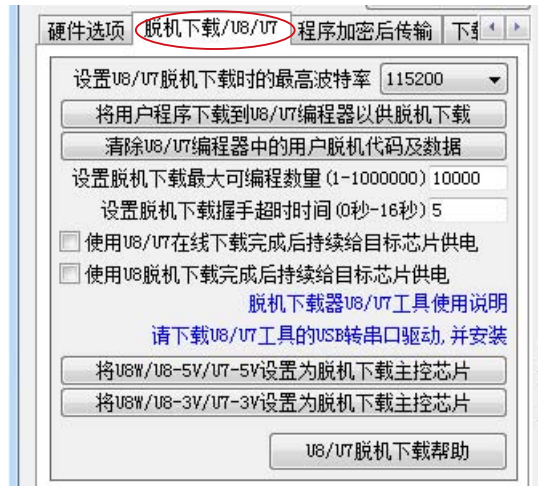 硬件选项 脱机下载/U8/U7 程序加密后传输
设置U8/U7脱机下载时的最高波特率 115200
将用户程序下载到U8/U7编程器以供脱机下载
清除U8/U7编程器中的用户脱机代码及数据
设置脱机下载最大可编程数量(1-1000000) 10000
设置脱机下载握手超时时间(0秒-16秒) 5
使用U8/U7在线下载完成后持续给目标芯片供电
使用U8脱机下载完成后持续给目标芯片供电
脱机下载器U8/U7工具使用说明
请下载U8/U7工具的USB转串口驱动,并安装
将U8W/U8-5V/U7-5V设置为脱机下载主控芯片
将U8W/U8-3V/U7-3V设置为脱机下载主控芯片
U8/U7脱机下载帮助